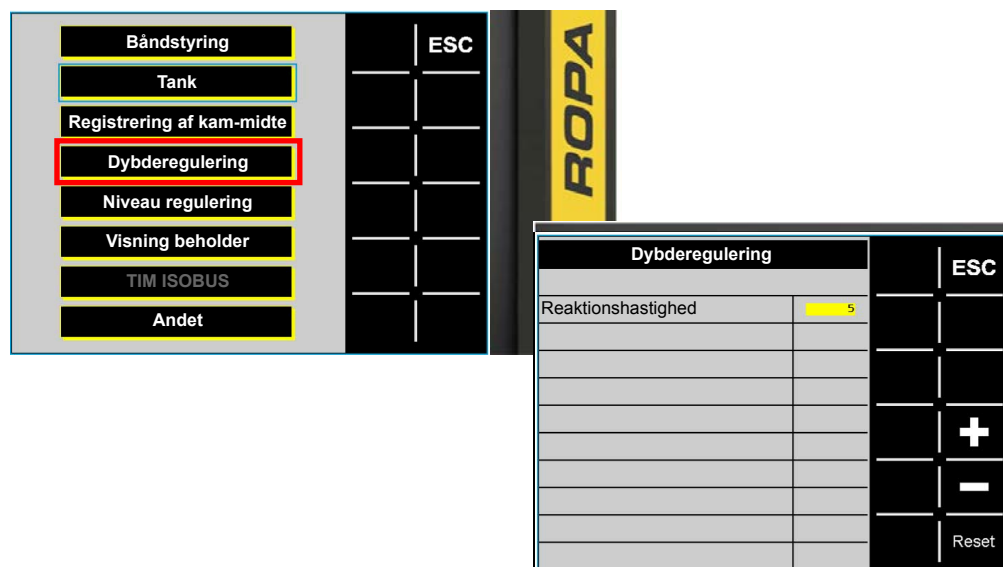 Båndstyring
ESC
Tank
Registrering af kam-midte
Dybderegulering
Niveau regulering
Visning beholder
TIM ISOBUS
Andet
ROPA
Dybderegulering
ESC
Reaktionshastighed 5
Reset